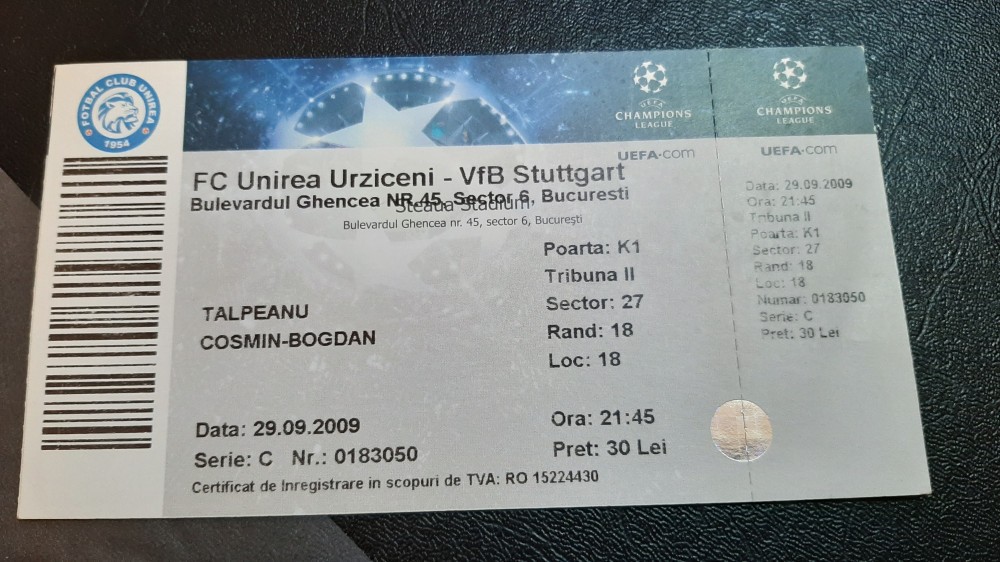 FOTBAL CLUB UNIREA
1954
UEFA
CHAMPIONS
LEAGUE
UEFA.com
FC Unirea Urziceni - VfB Stuttgart
Bulevardul Ghencea NR.45, Sector 6, Bucuresti
Steaua Stadium
Bulevardul Ghencea nr. 45, sector 6, Bucureşti
Poarta: K1
Tribuna II
Sector: 27
Rand: 18
Loc: 18
TALPEANU
COSMIN-BOGDAN
Data: 29.09.2009
Ora: 21:45
Serie: C Nr.: 0183050
Pret: 30 Lei
Certificat de Inregistrare in scopuri de TVA: RO 15224430
UEFA
CHAMPIONS
LEAGUE
UEFA.com
Data: 29.09.2009
Ora: 21:45
Tribuna II
Poarta: K1
Sector: 27
Rand: 18
Loc: 18
Numar: 0183050
Serie: C
Pret: 30 Lei